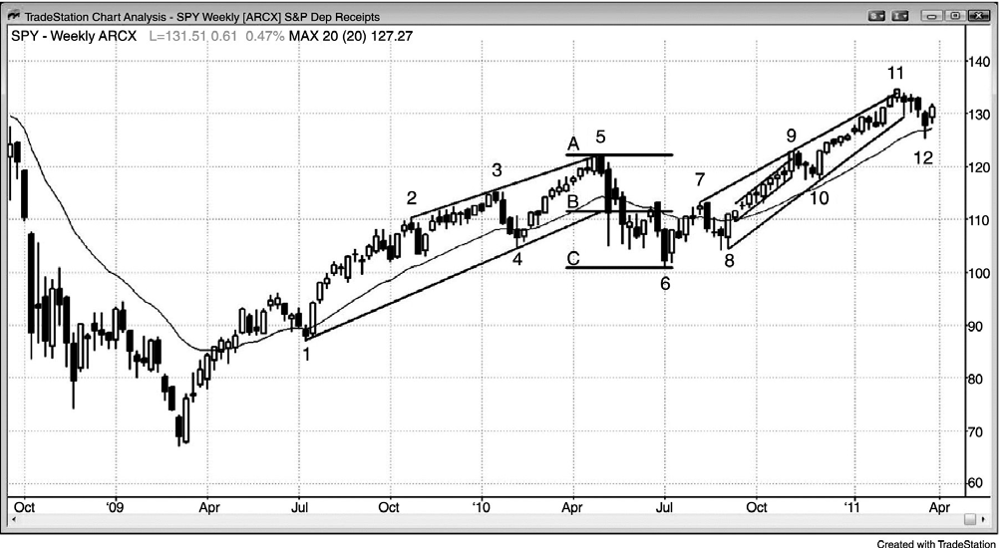 TradeStation Chart Analysis - SPY Weekly [ARCX] S&P Dep Receipts
SPY - Weekly ARCX L=131.51 0.61 0.47% MAX 20 (20) 127.27
140
11
130
9
A 5
12
120
3
7
2
10
B
110
4
8
C
100
6
1
90
80
70
60
Oct '09 Apr Jul Oct '10 Apr Jul Oct '11 Apr
Created with TradeStation